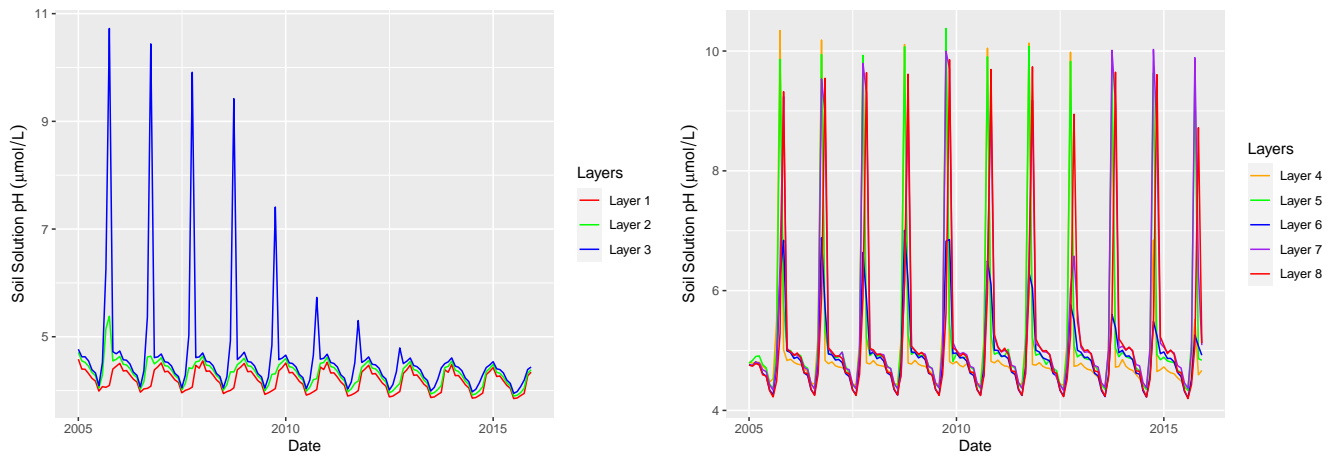 Soil Solution pH (μmol/L)
11
9
7
5
2005
2010
2015
Date
Layers
Layer 1
Layer 2
Layer 3
Soil Solution pH (μmol/L)
10
8
6
4
2005
2010
2015
Date
Layers
Layer 4
Layer 5
Layer 6
Layer 7
Layer 8